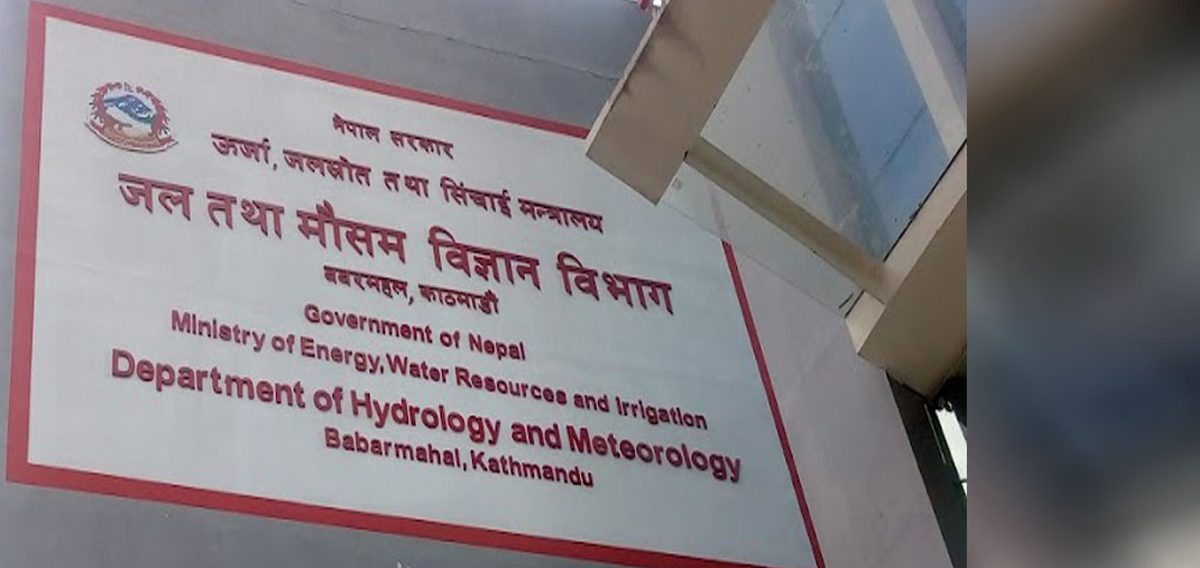 नेपाल सरकार
ऊर्जा, जलस्रोत तथा सिंचाई मन्त्रालय
जल तथा मौसम विज्ञान विभाग
बबरमहल, काठमाडौं
Government of Nepal
Ministry of Energy,Water Resources and Irrigation
Department of Hydrology and Meteorology
Babarmahal,Kathmandu